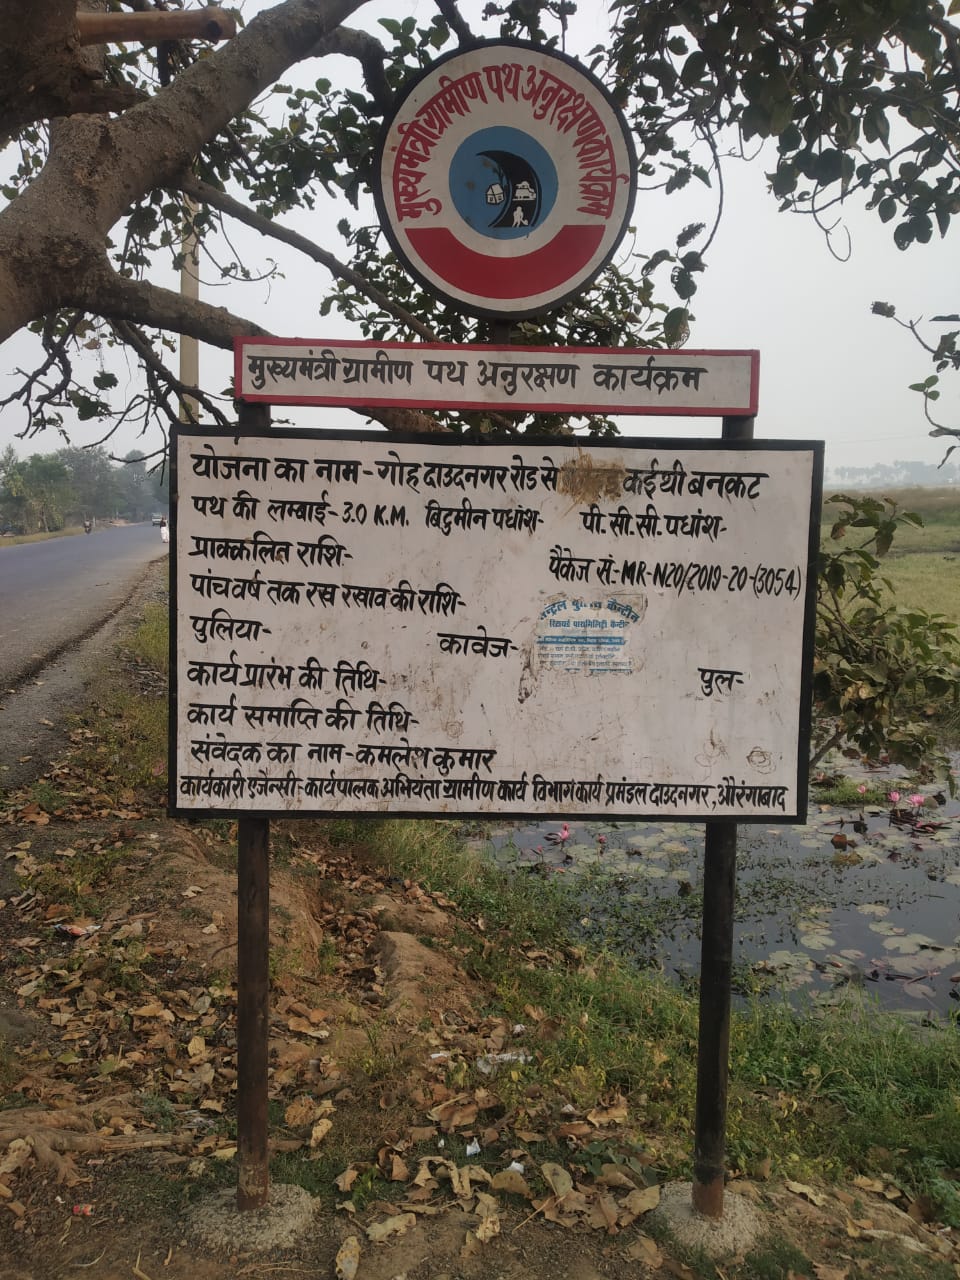 मुख्यमंत्री ग्रामीण पथ अनुरक्षण कार्यक्रम
मुख्यमंत्री ग्रामीण पथ अनुरक्षण कार्यक्रम
योजना का नाम- गोह दाउदनगर रोड से कईथी बनकट
पथ की लम्बाई- 3.0 K.M. बिटुमीन पथांश- पी.सी.सी. पथांश-
प्राक्कलित राशि-
पैकेज सं.-MR-N20/2019-20-(3054)
पांच वर्ष तक रख रखाव की राशि-
पुलिया- कावेज- पुल-
कार्य प्रारंभ की तिथि-
कार्य समाप्ति की तिथि-
संवेदक का नाम- कमलेश कुमार
कार्यकारी एजेन्सी- कार्यपालक अभियंता ग्रामीण कार्य विभाग कार्य प्रमंडल दाउदनगर, औरंगाबाद